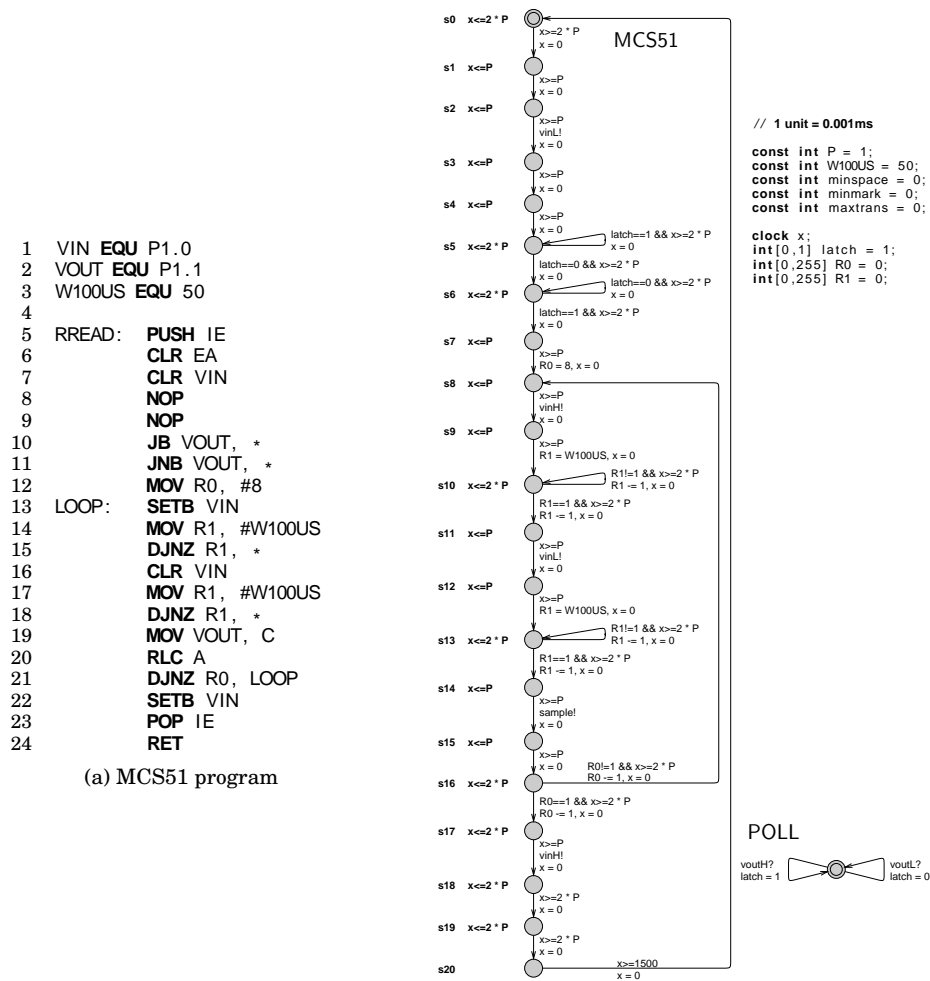 1 VIN EQU P1.0
2 VOUT EQU P1.1
3 W100US EQU 50
4
5 RREAD: PUSH IE
6 CLR EA
7 CLR VIN
8 NOP
9 NOP
10 JB VOUT, *
11 JNB VOUT, *
12 MOV R0, #8
13 LOOP: SETB VIN
14 MOV R1, #W100US
15 DJNZ R1, *
16 CLR VIN
17 MOV R1, #W100US
18 DJNZ R1, *
19 MOV VOUT, C
20 RLC A
21 DJNZ R0, LOOP
22 SETB VIN
23 POP IE
24 RET
(a) MCS51 program
MCS51
s0 x<=2 * P
x>=2 * P
x = 0
s1 x<=P
x>=P
x = 0
s2 x<=P
x>=P
vinL!
x = 0
s3 x<=P
x>=P
x = 0
s4 x<=P
x>=P
x = 0
s5 x<=2 * P
latch==1 && x>=2 * P
x = 0
latch==0 && x>=2 * P
x = 0
s6 x<=2 * P
latch==0 && x>=2 * P
x = 0
latch==1 && x>=2 * P
x = 0
s7 x<=P
x>=P
R0 = 8, x = 0
s8 x<=P
x>=P
vinH!
x = 0
s9 x<=P
x>=P
R1 = W100US, x = 0
s10 x<=2 * P
R1!=1 && x>=2 * P
R1 -= 1, x = 0
R1==1 && x>=2 * P
R1 -= 1, x = 0
s11 x<=P
x>=P
vinL!
x = 0
s12 x<=P
x>=P
R1 = W100US, x = 0
s13 x<=2 * P
R1!=1 && x>=2 * P
R1 -= 1, x = 0
R1==1 && x>=2 * P
R1 -= 1, x = 0
s14 x<=P
x>=P
sample!
x = 0
s15 x<=P
x>=P
x = 0
s16 x<=2 * P
R0!=1 && x>=2 * P
R0 -= 1, x = 0
R0==1 && x>=2 * P
R0 -= 1, x = 0
s17 x<=2 * P
x>=P
vinH!
x = 0
s18 x<=2 * P
x>=2 * P
x = 0
s19 x<=2 * P
x>=2 * P
x = 0
s20
x>=1500
x = 0
// 1 unit = 0.001ms
const int P = 1;
const int W100US = 50;
const int minspace = 0;
const int minmark = 0;
const int maxtrans = 0;
clock x;
int[0,1] latch = 1;
int[0,255] R0 = 0;
int[0,255] R1 = 0;
POLL
voutH?
latch = 1
voutL?
latch = 0